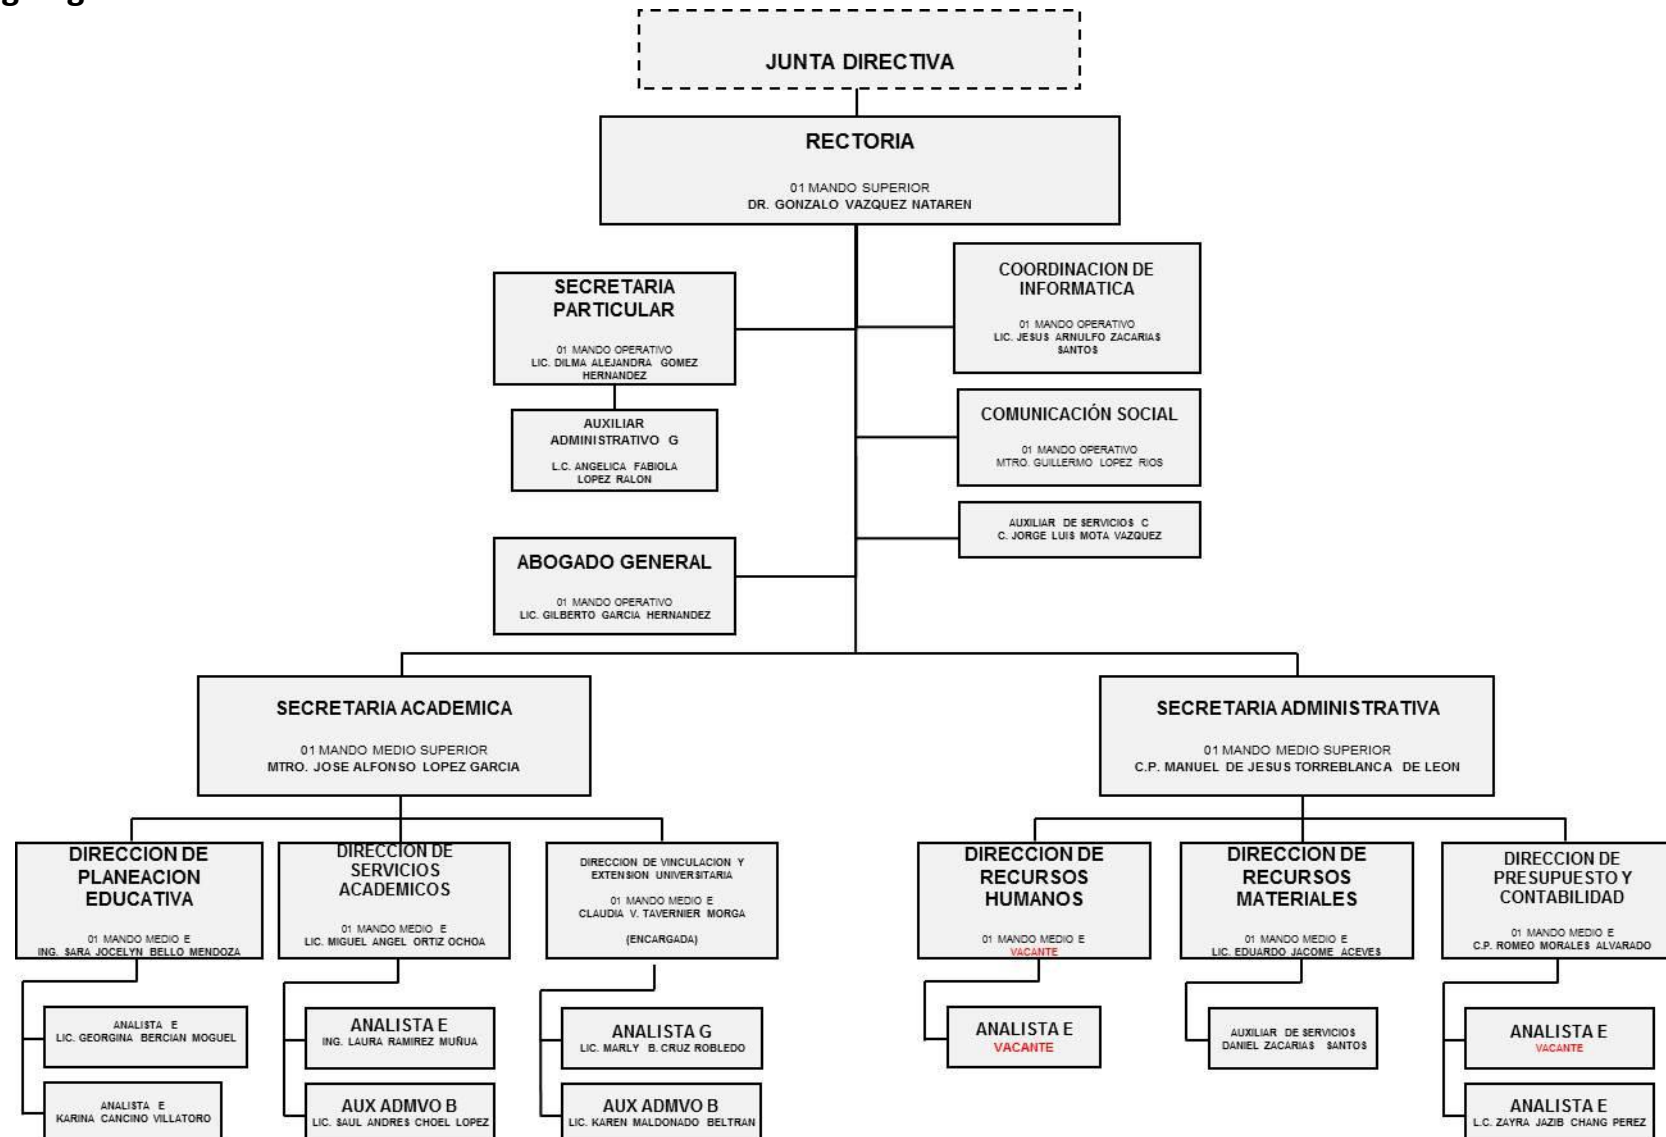 JUNTA DIRECTIVA
RECTORIA
01 MANDO SUPERIOR
DR. GONZALO VAZQUEZ NATAREN
SECRETARIA
PARTICULAR
01 MANDO OPERATIVO
LIC. DILMA ALEJANDRA GOMEZ
HERNANDEZ
COORDINACION DE
INFORMATICA
01 MANDO OPERATIVO
LIC. JESUS ARNULFO ZACARIAS
SANTOS
AUXILIAR
ADMINISTRATIVO G
L.C. ANGELICA FABIOLA
LOPEZ RALON
COMUNICACIÓN SOCIAL
01 MANDO OPERATIVO
MTRO. GUILLERMO LOPEZ RIOS
AUXILIAR DE SERVICIOS C
C. JORGE LUIS MOTA VAZQUEZ
ABOGADO GENERAL
01 MANDO OPERATIVO
LIC. GILBERTO GARCIA HERNANDEZ
SECRETARIA ACADEMICA
01 MANDO MEDIO SUPERIOR
MTRO. JOSE ALFONSO LOPEZ GARCIA
SECRETARIA ADMINISTRATIVA
01 MANDO MEDIO SUPERIOR
C.P. MANUEL DE JESUS TORREBLANCA DE LEON
DIRECCION DE
PLANEACION
EDUCATIVA
01 MANDO MEDIO E
ING. SARA JOCELYN BELLO MENDOZA
DIRECCION DE
SERVICIOS
ACADEMICOS
01 MANDO MEDIO E
LIC. MIGUEL ANGEL ORTIZ OCHOA
DIRECCION DE VINCULACION Y
EXTENSION UNIVERSITARIA
01 MANDO MEDIO E
CLAUDIA V. TAVERNIER MORGA
(ENCARGADA)
DIRECCION DE
RECURSOS
HUMANOS
01 MANDO MEDIO E
VACANTE
DIRECCION DE
RECURSOS
MATERIALES
01 MANDO MEDIO E
LIC. EDUARDO JACOME ACEVES
DIRECCION DE
PRESUPUESTO Y
CONTABILIDAD
01 MANDO MEDIO E
C.P. ROMEO MORALES ALVARADO
ANALISTA E
LIC. GEORGINA BERCIAN MOGUEL
ANALISTA E
ING. LAURA RAMIREZ MUÑUA
ANALISTA G
LIC. MARLY B. CRUZ ROBLEDO
ANALISTA E
VACANTE
AUXILIAR DE SERVICIOS
DANIEL ZACARIAS SANTOS
ANALISTA E
VACANTE
ANALISTA E
KARINA CANCINO VILLATORO
AUX ADMVO B
LIC. SAUL ANDRES CHOEL LOPEZ
AUX ADMVO B
LIC. KAREN MALDONADO BELTRAN
ANALISTA E
L.C. ZAYRA JAZIB CHANG PEREZ